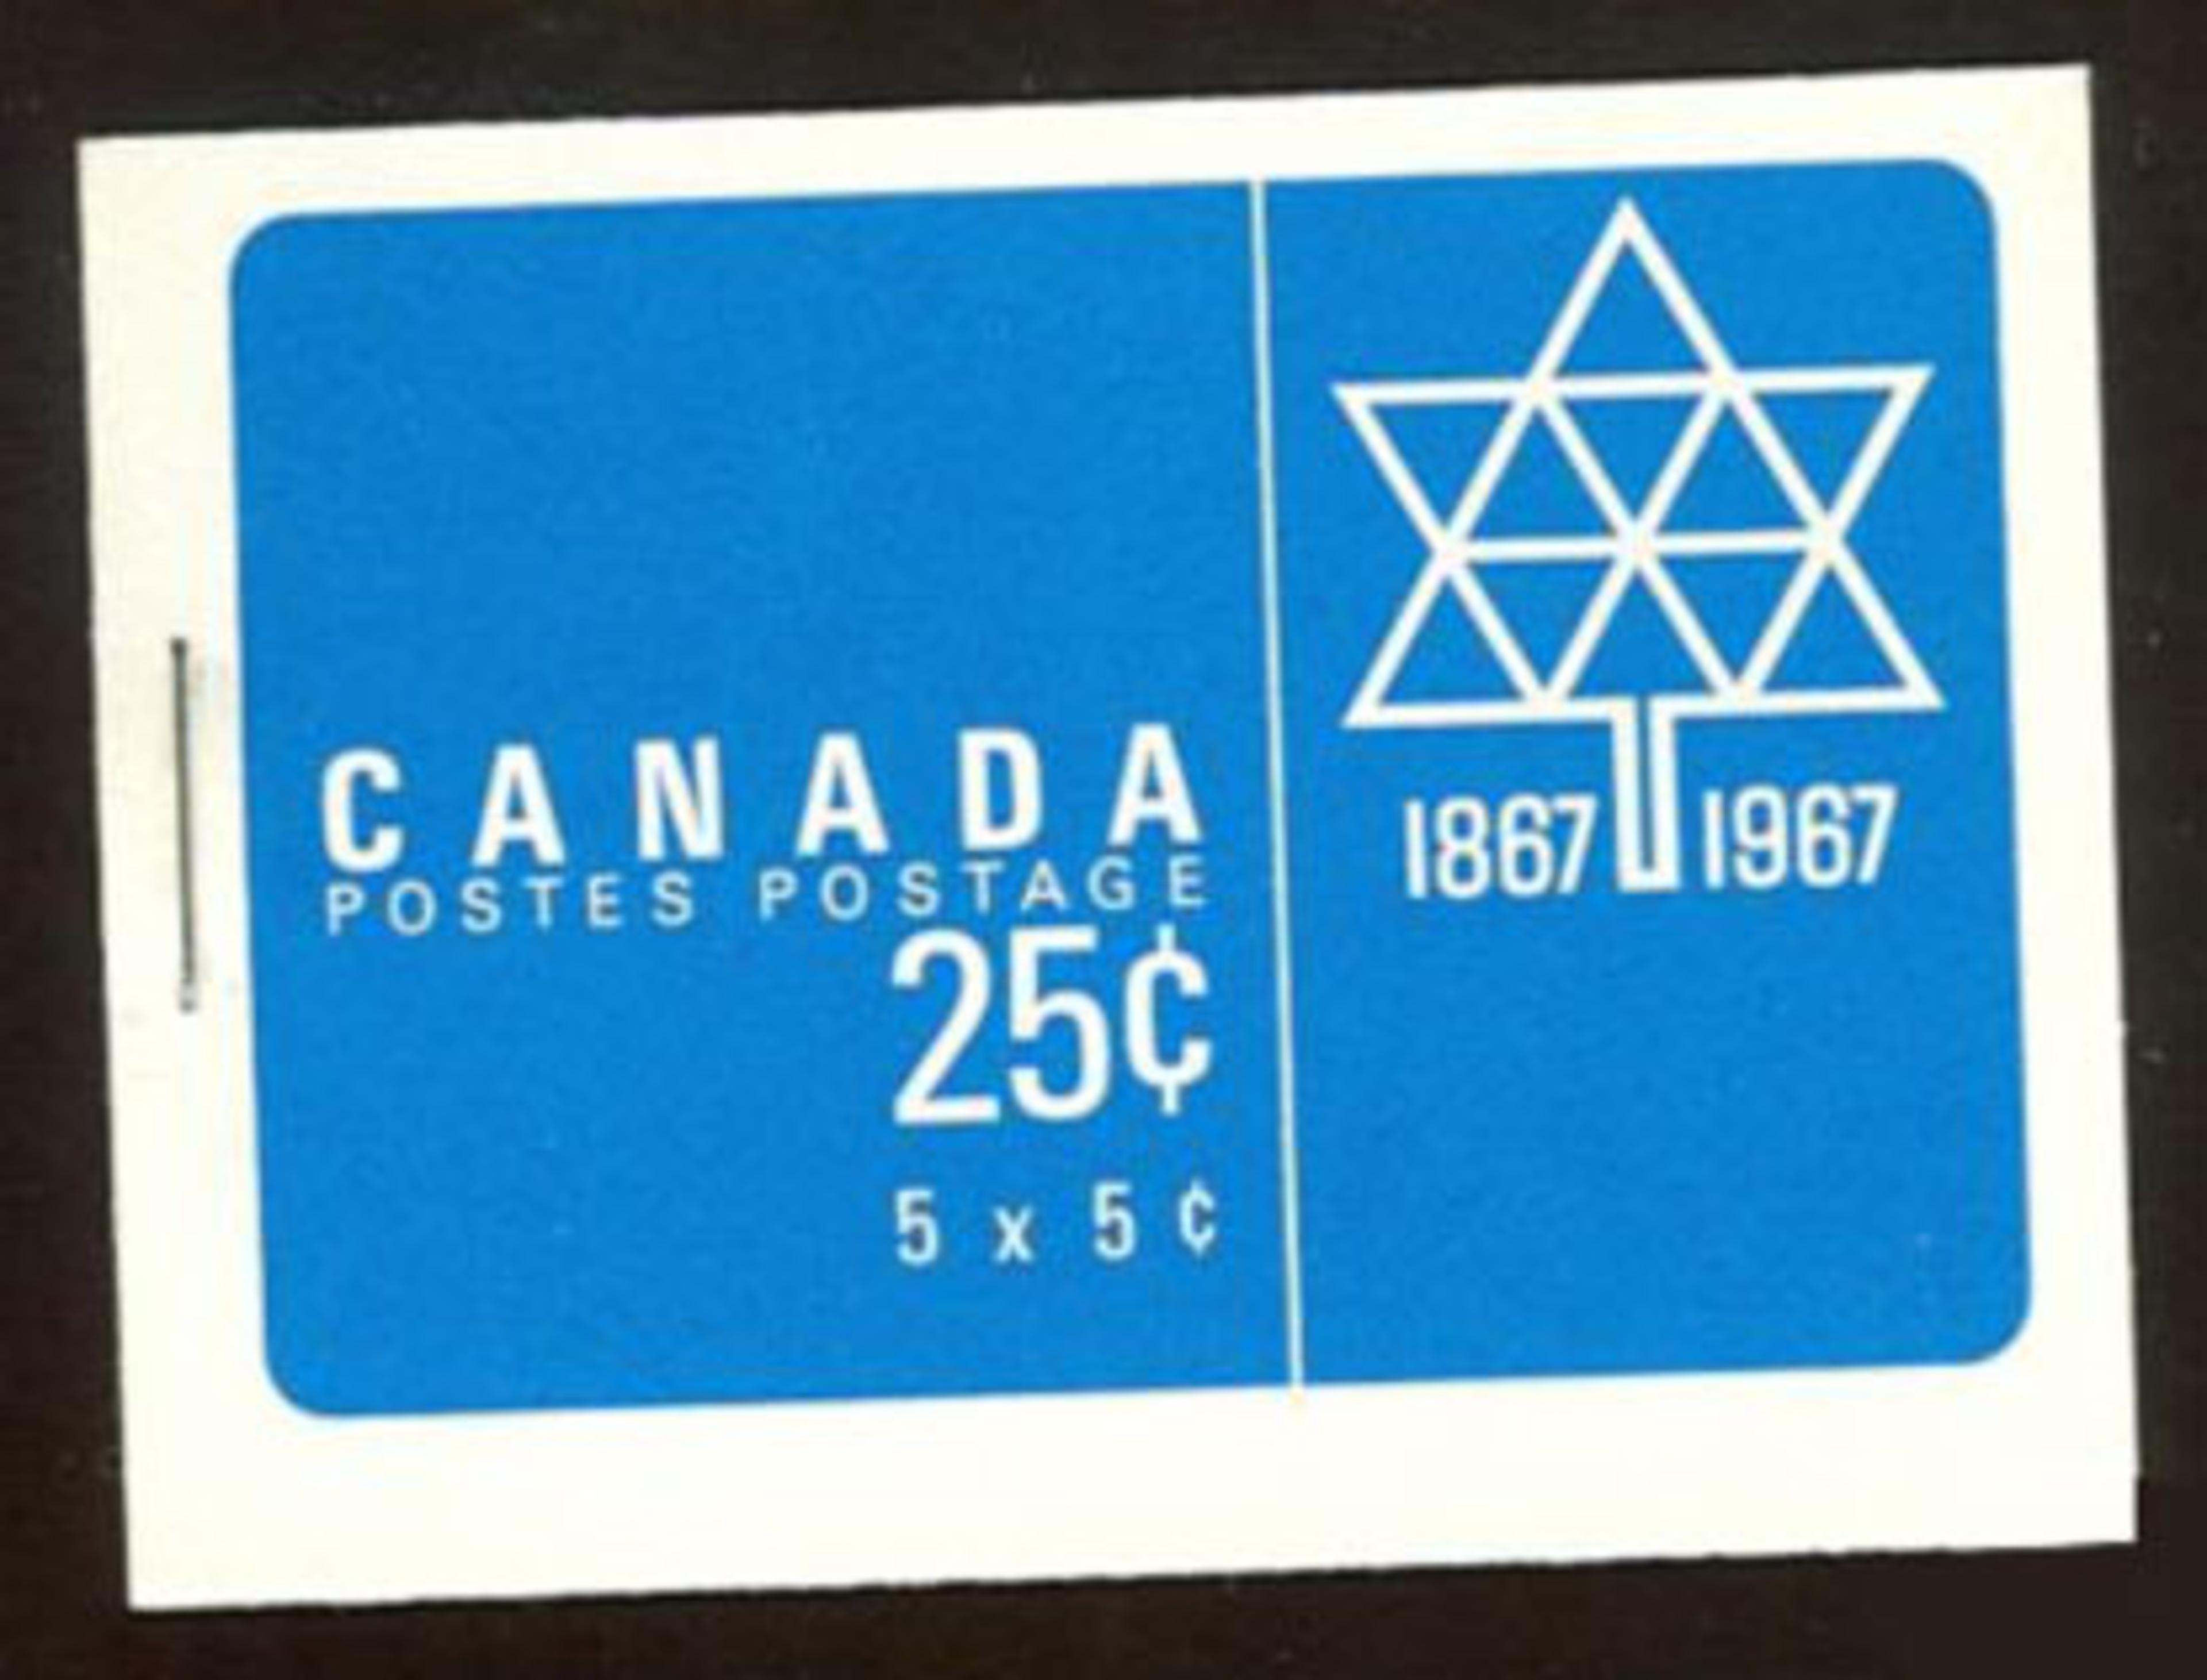 CANADA
POSTES POSTAGE
25¢
5 x 5 ¢
1867 1967